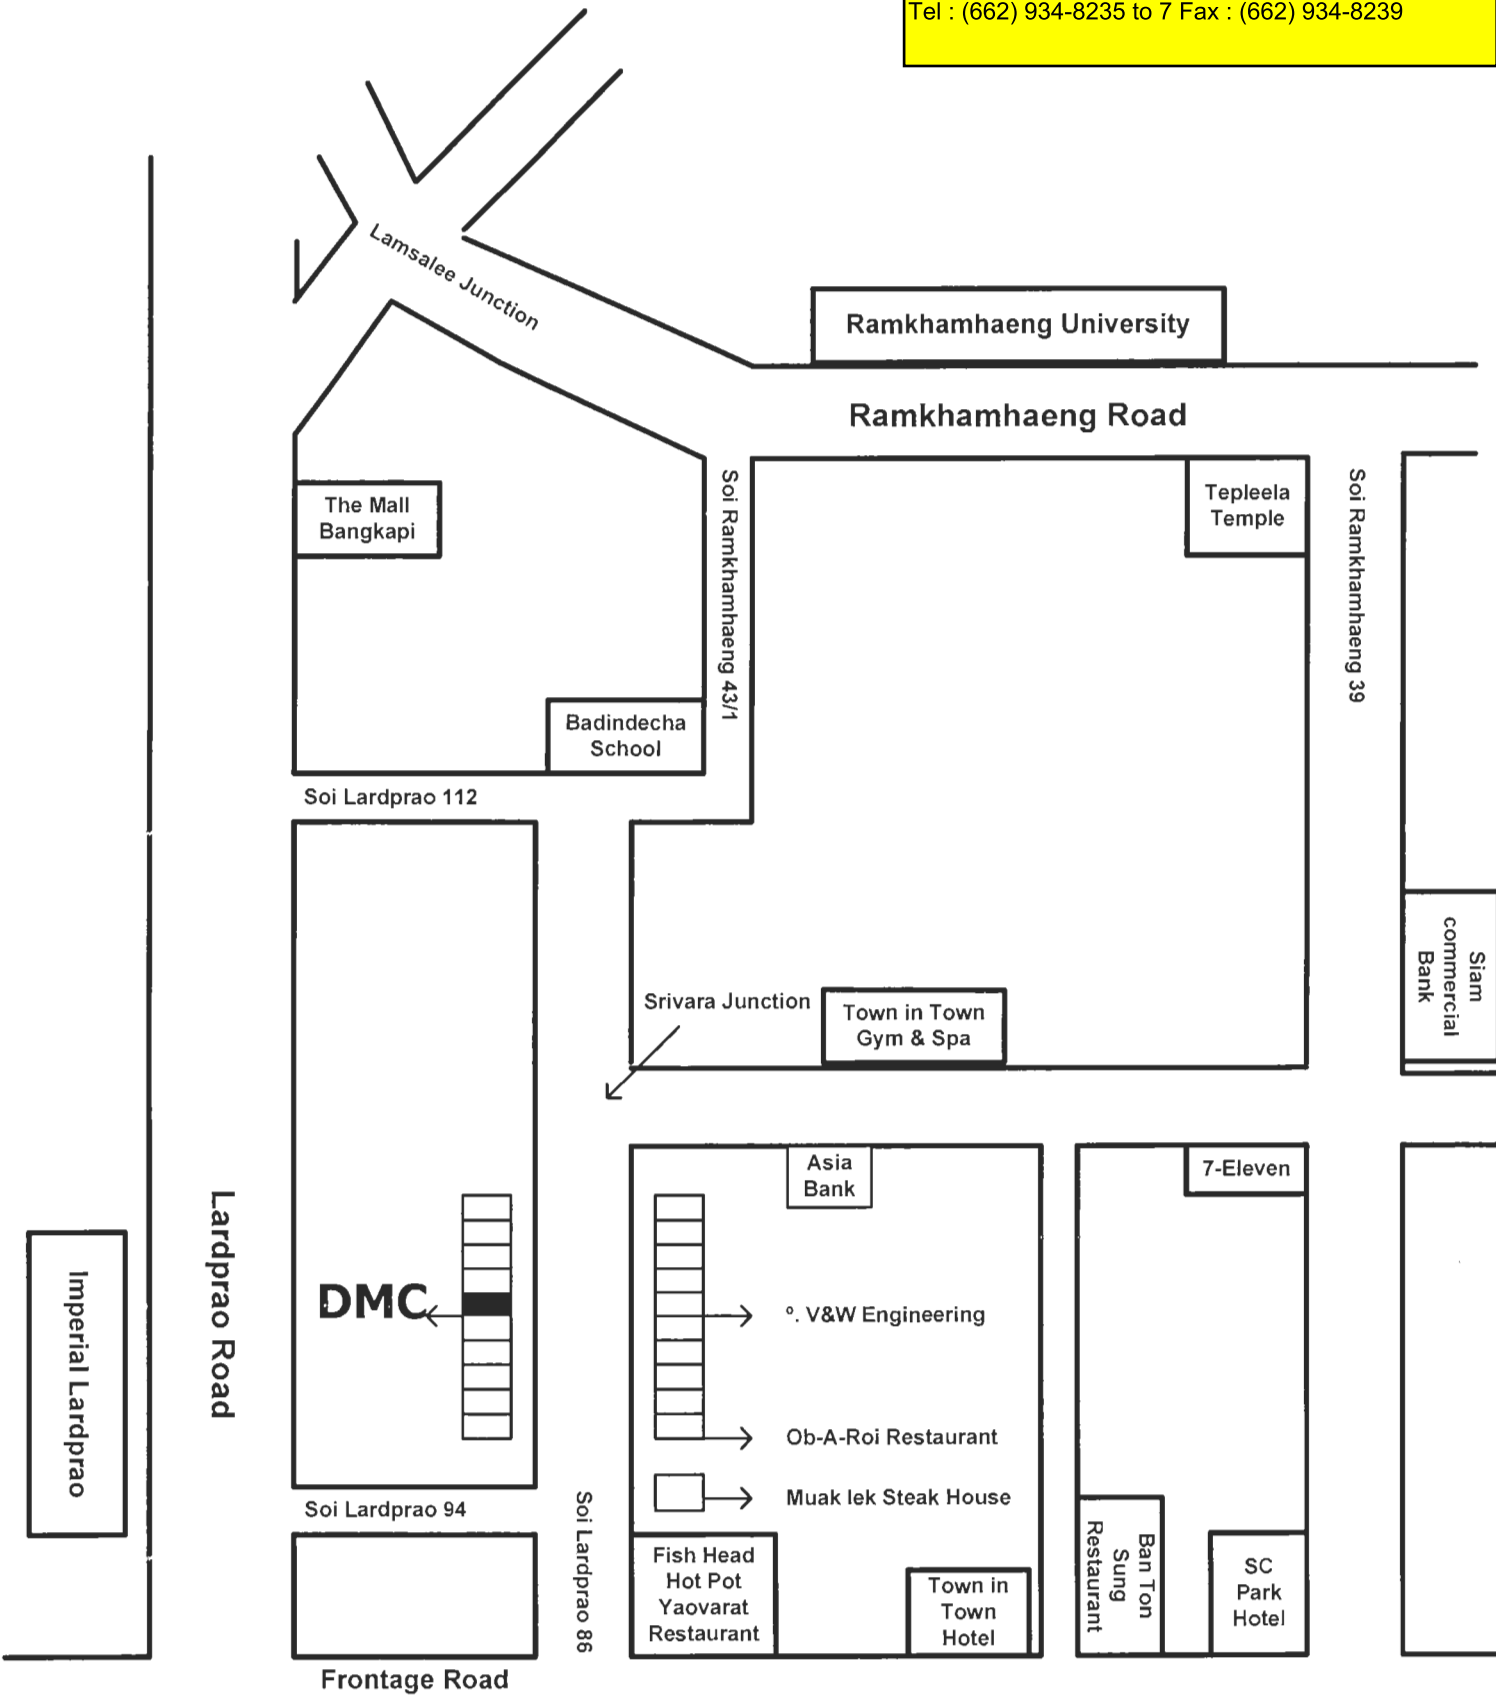 Tel : (662) 934-8235 to 7 Fax : (662) 934-8239
Lamsalee Junction
Ramkhamhaeng University
Ramkhamhaeng Road
The Mall
Bangkapi
Soi Ramkhamhaeng 43/1
Tepleela
Temple
Soi Ramkhamhaeng 39
Badindecha
School
Soi Lardprao 112
Siam
commercial
Bank
Srivara Junction
Town in Town
Gym & Spa
Asia
Bank
7-Eleven
Lardprao Road
Imperial Lardprao
DMC
º. V&W Engineering
Ob-A-Roi Restaurant
Muak lek Steak House
Soi Lardprao 94
Soi Lardprao 86
Fish Head
Hot Pot
Yaovarat
Restaurant
Town in
Town
Hotel
Ban Ton
Sung
Restaurant
SC
Park
Hotel
Frontage Road